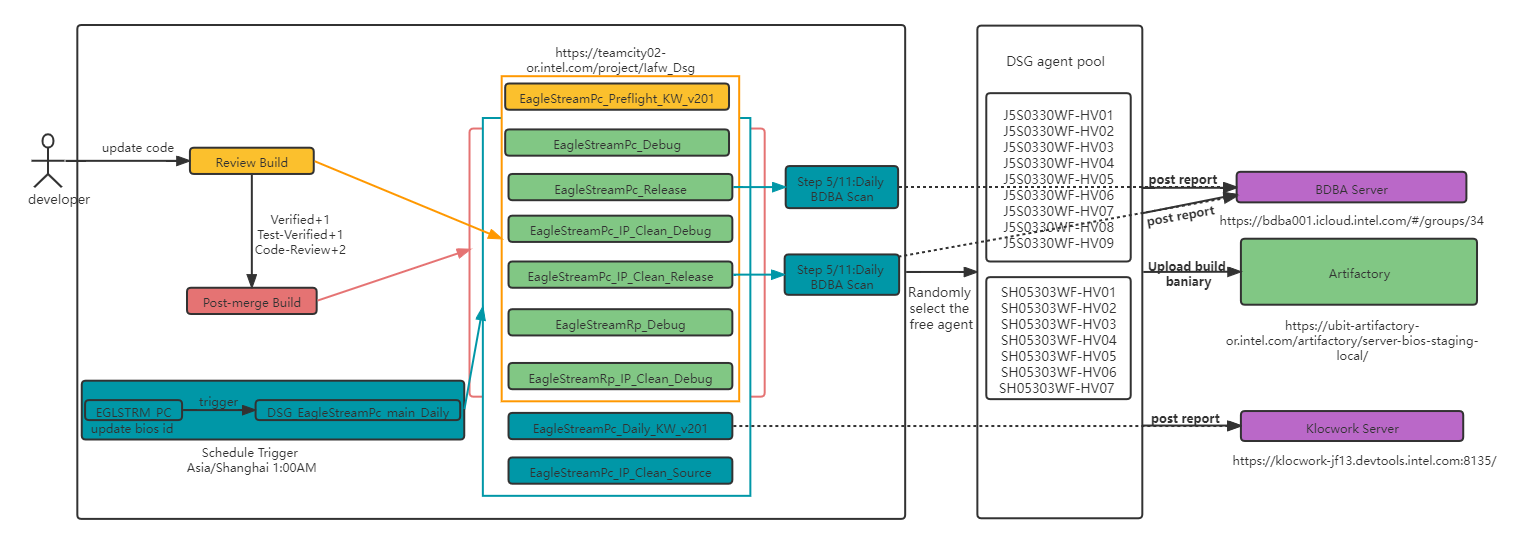 developer
update code
Review Build
Verified+1
Test-Verified+1
Code-Review+2
Post-merge Build
EGLSTRM_PC
update bios id
trigger
DSG_EagleStreamPc_main_Daily
Schedule Trigger
Asia/Shanghai 1:00AM
https://teamcity02-
or.intel.com/project/Iafw_Dsg
EagleStreamPc_Preflight_KW_v201
EagleStreamPc_Debug
EagleStreamPc_Release
EagleStreamPc_IP_Clean_Debug
EagleStreamPc_IP_Clean_Release
EagleStreamRp_Debug
EagleStreamRp_IP_Clean_Debug
EagleStreamPc_Daily_KW_v201
EagleStreamPc_IP_Clean_Source
Step 5/11:Daily
BDBA Scan
Step 5/11:Daily
BDBA Scan
Randomly
select the
free agent
DSG agent pool
J5S0330WF-HV01
J5S0330WF-HV02
J5S0330WF-HV03
J5S0330WF-HV04
J5S0330WF-HV05
J5S0330WF-HV06
J5S0330WF-HV07
J5S0330WF-HV08
J5S0330WF-HV09
SH05303WF-HV01
SH05303WF-HV02
SH05303WF-HV03
SH05303WF-HV04
SH05303WF-HV05
SH05303WF-HV06
SH05303WF-HV07
post report
post report
Upload build
baniary
post report
BDBA Server
https://bdba001.icloud.intel.com/#/groups/34
Artifactory
https://ubit-artifactory-
or.intel.com/artifactory/server-bios-staging-
local/
Klocwork Server
https://klocwork-jf13.devtools.intel.com:8135/